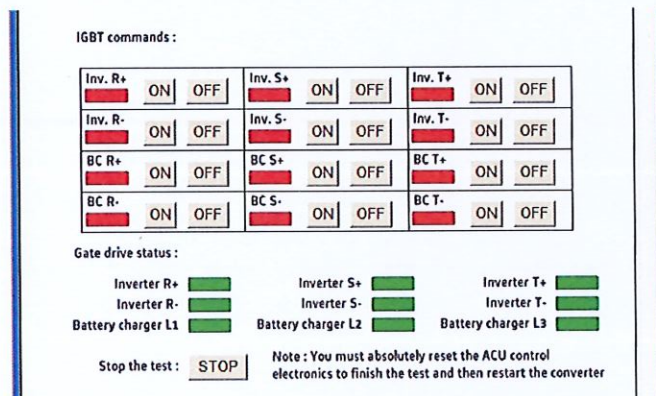 IGBT commands :
Inv. R+ ON OFF Inv. S+ ON OFF Inv. T+ ON OFF
Inv. R- ON OFF Inv. S- ON OFF Inv. T- ON OFF
BC R+ ON OFF BC S+ ON OFF BC T+ ON OFF
BC R- ON OFF BC S- ON OFF BC T- ON OFF
Gate drive status :
Inverter R+ Inverter S+ Inverter T+
Inverter R- Inverter S- Inverter T-
Battery charger L1 Battery charger L2 Battery charger L3
Stop the test : STOP Note : You must absolutely reset the ACU control
electronics to finish the test and then restart the converter